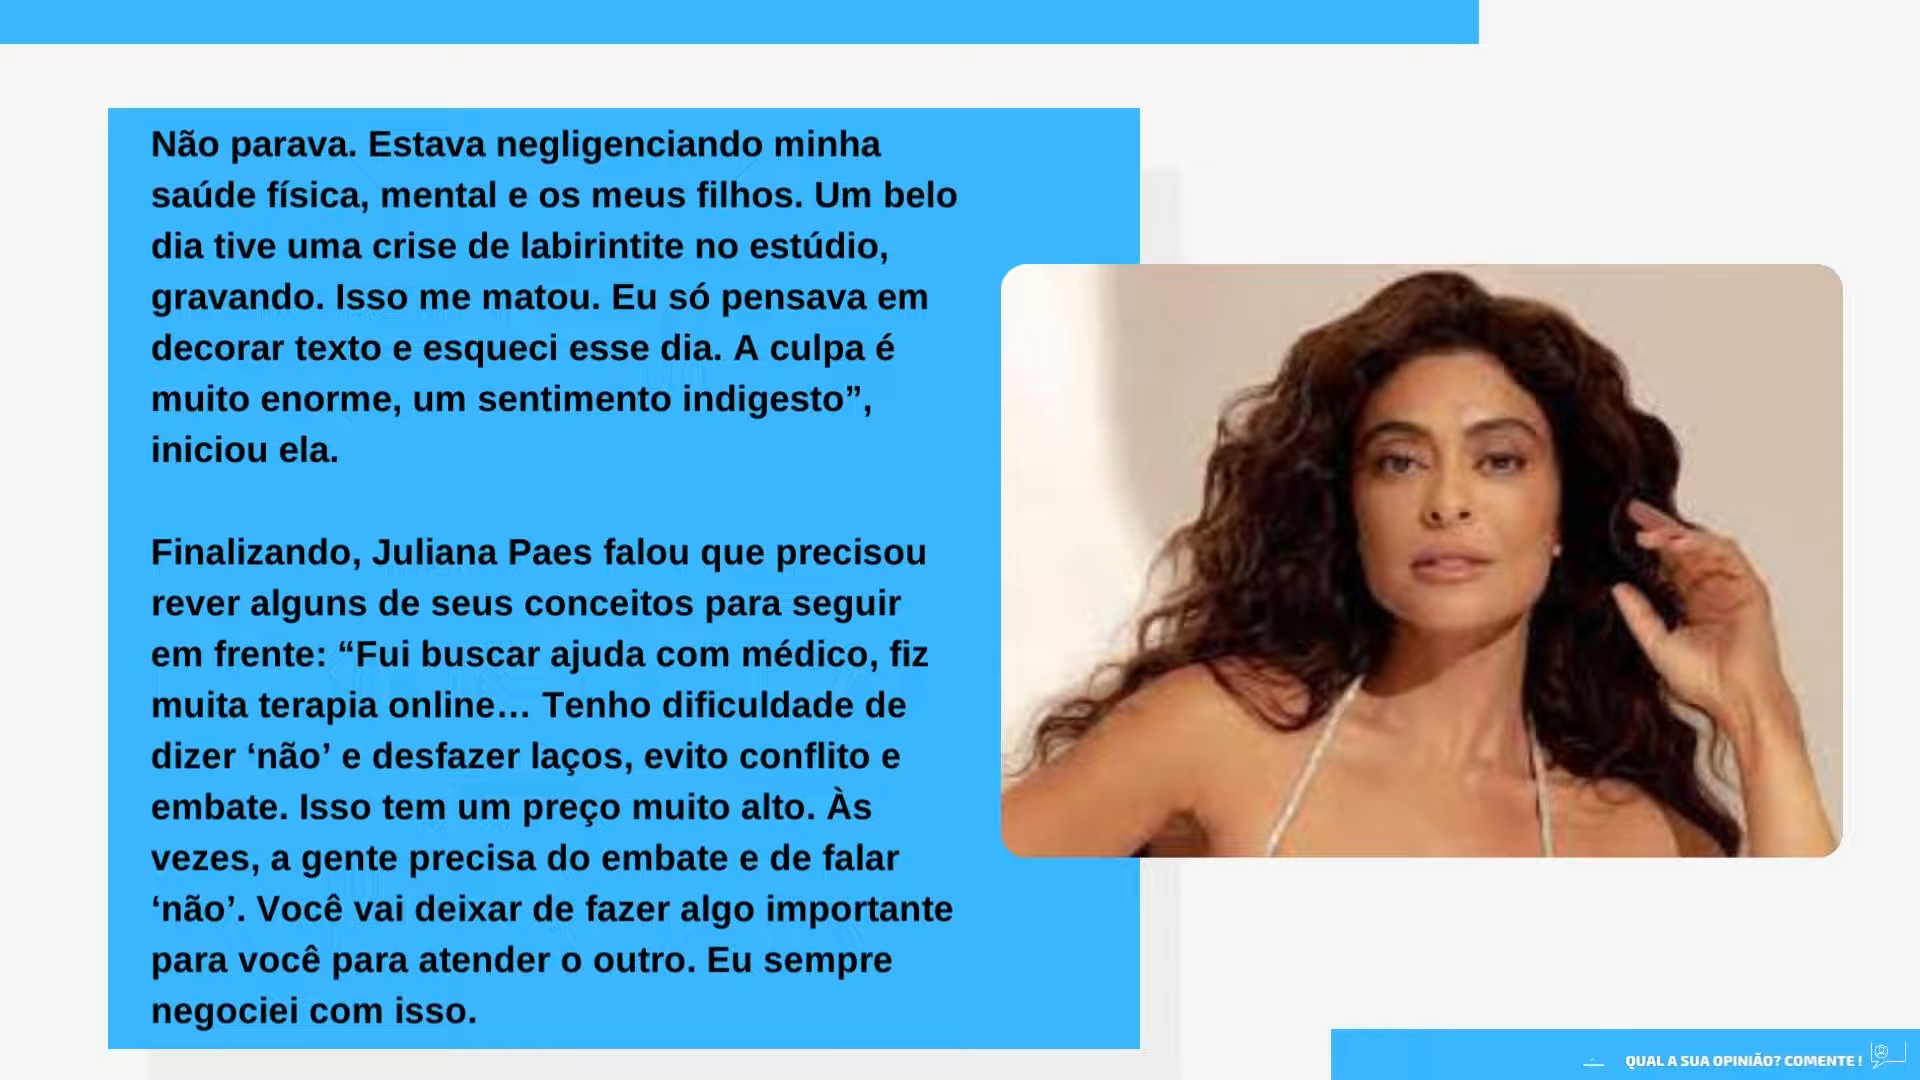 Não parava. Estava negligenciando minha
saúde física, mental e os meus filhos. Um belo
dia tive uma crise de labirintite no estúdio,
gravando. Isso me matou. Eu só pensava em
decorar texto e esqueci esse dia. A culpa é
muito enorme, um sentimento indigesto”,
iniciou ela.
Finalizando, Juliana Paes falou que precisou
rever alguns de seus conceitos para seguir
em frente: “Fui buscar ajuda com médico, fiz
muita terapia online… Tenho dificuldade de
dizer ‘não’ e desfazer laços, evito conflito e
embate. Isso tem um preço muito alto. Às
vezes, a gente precisa do embate e de falar
‘não’. Você vai deixar de fazer algo importante
para você para atender o outro. Eu sempre
negociei com isso.
QUAL A SUA OPINIÃO? COMENTE !